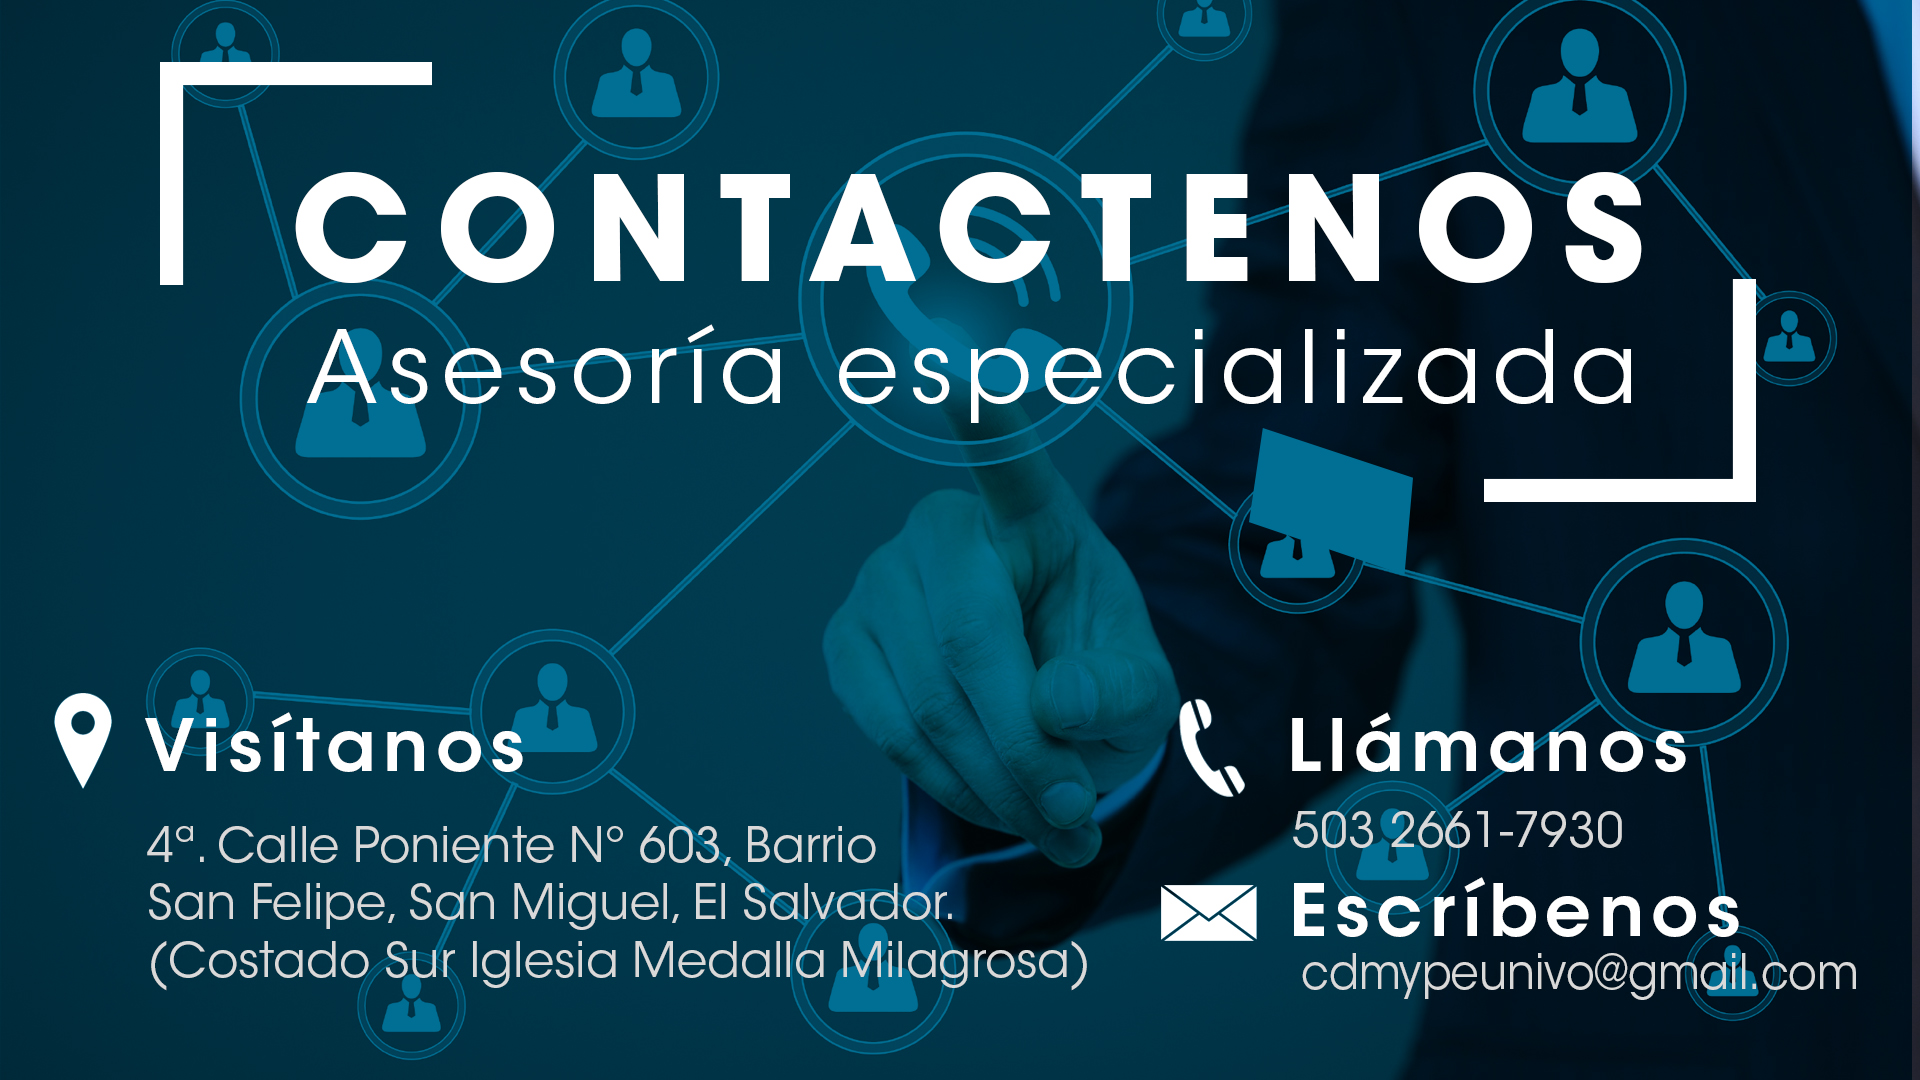 CONTACTENOS
Asesoría especializada
Visítanos
4ª. Calle Poniente N° 603, Barrio
San Felipe, San Miguel, El Salvador.
(Costado Sur Iglesia Medalla Milagrosa)
Llámanos
503 2661-7930
Escríbenos
cdmypeunivo@gmail.com